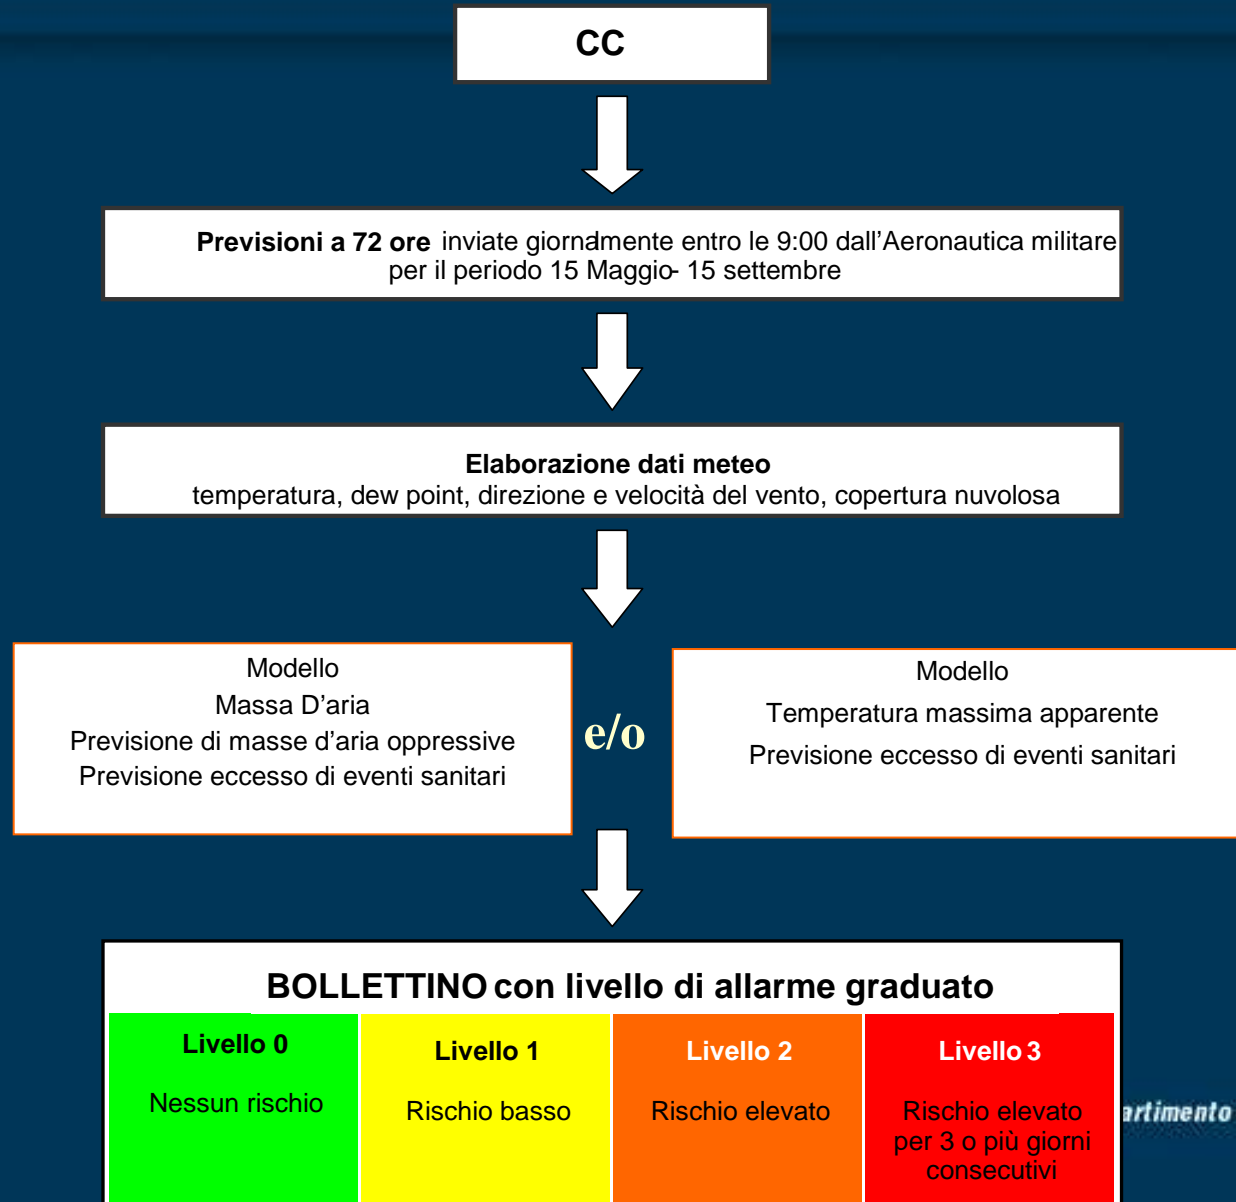 CC
Previsioni a 72 ore inviate giornalmente entro le 9:00 dall'Aeronautica militare
per il periodo 15 Maggio- 15 settembre
Elaborazione dati meteo
temperatura, dew point, direzione e velocità del vento, copertura nuvolosa
Modello
Massa D'aria
Previsione di masse d'aria oppressive
Previsione eccesso di eventi sanitari
e/o
Modello
Temperatura massima apparente
Previsione eccesso di eventi sanitari
BOLLETTINO con livello di allarme graduato
Livello 0
Nessun rischio
Livello 1
Rischio basso
Livello 2
Rischio elevato
Livello 3
Rischio elevato
per 3 o più giorni
consecutivi
artimento